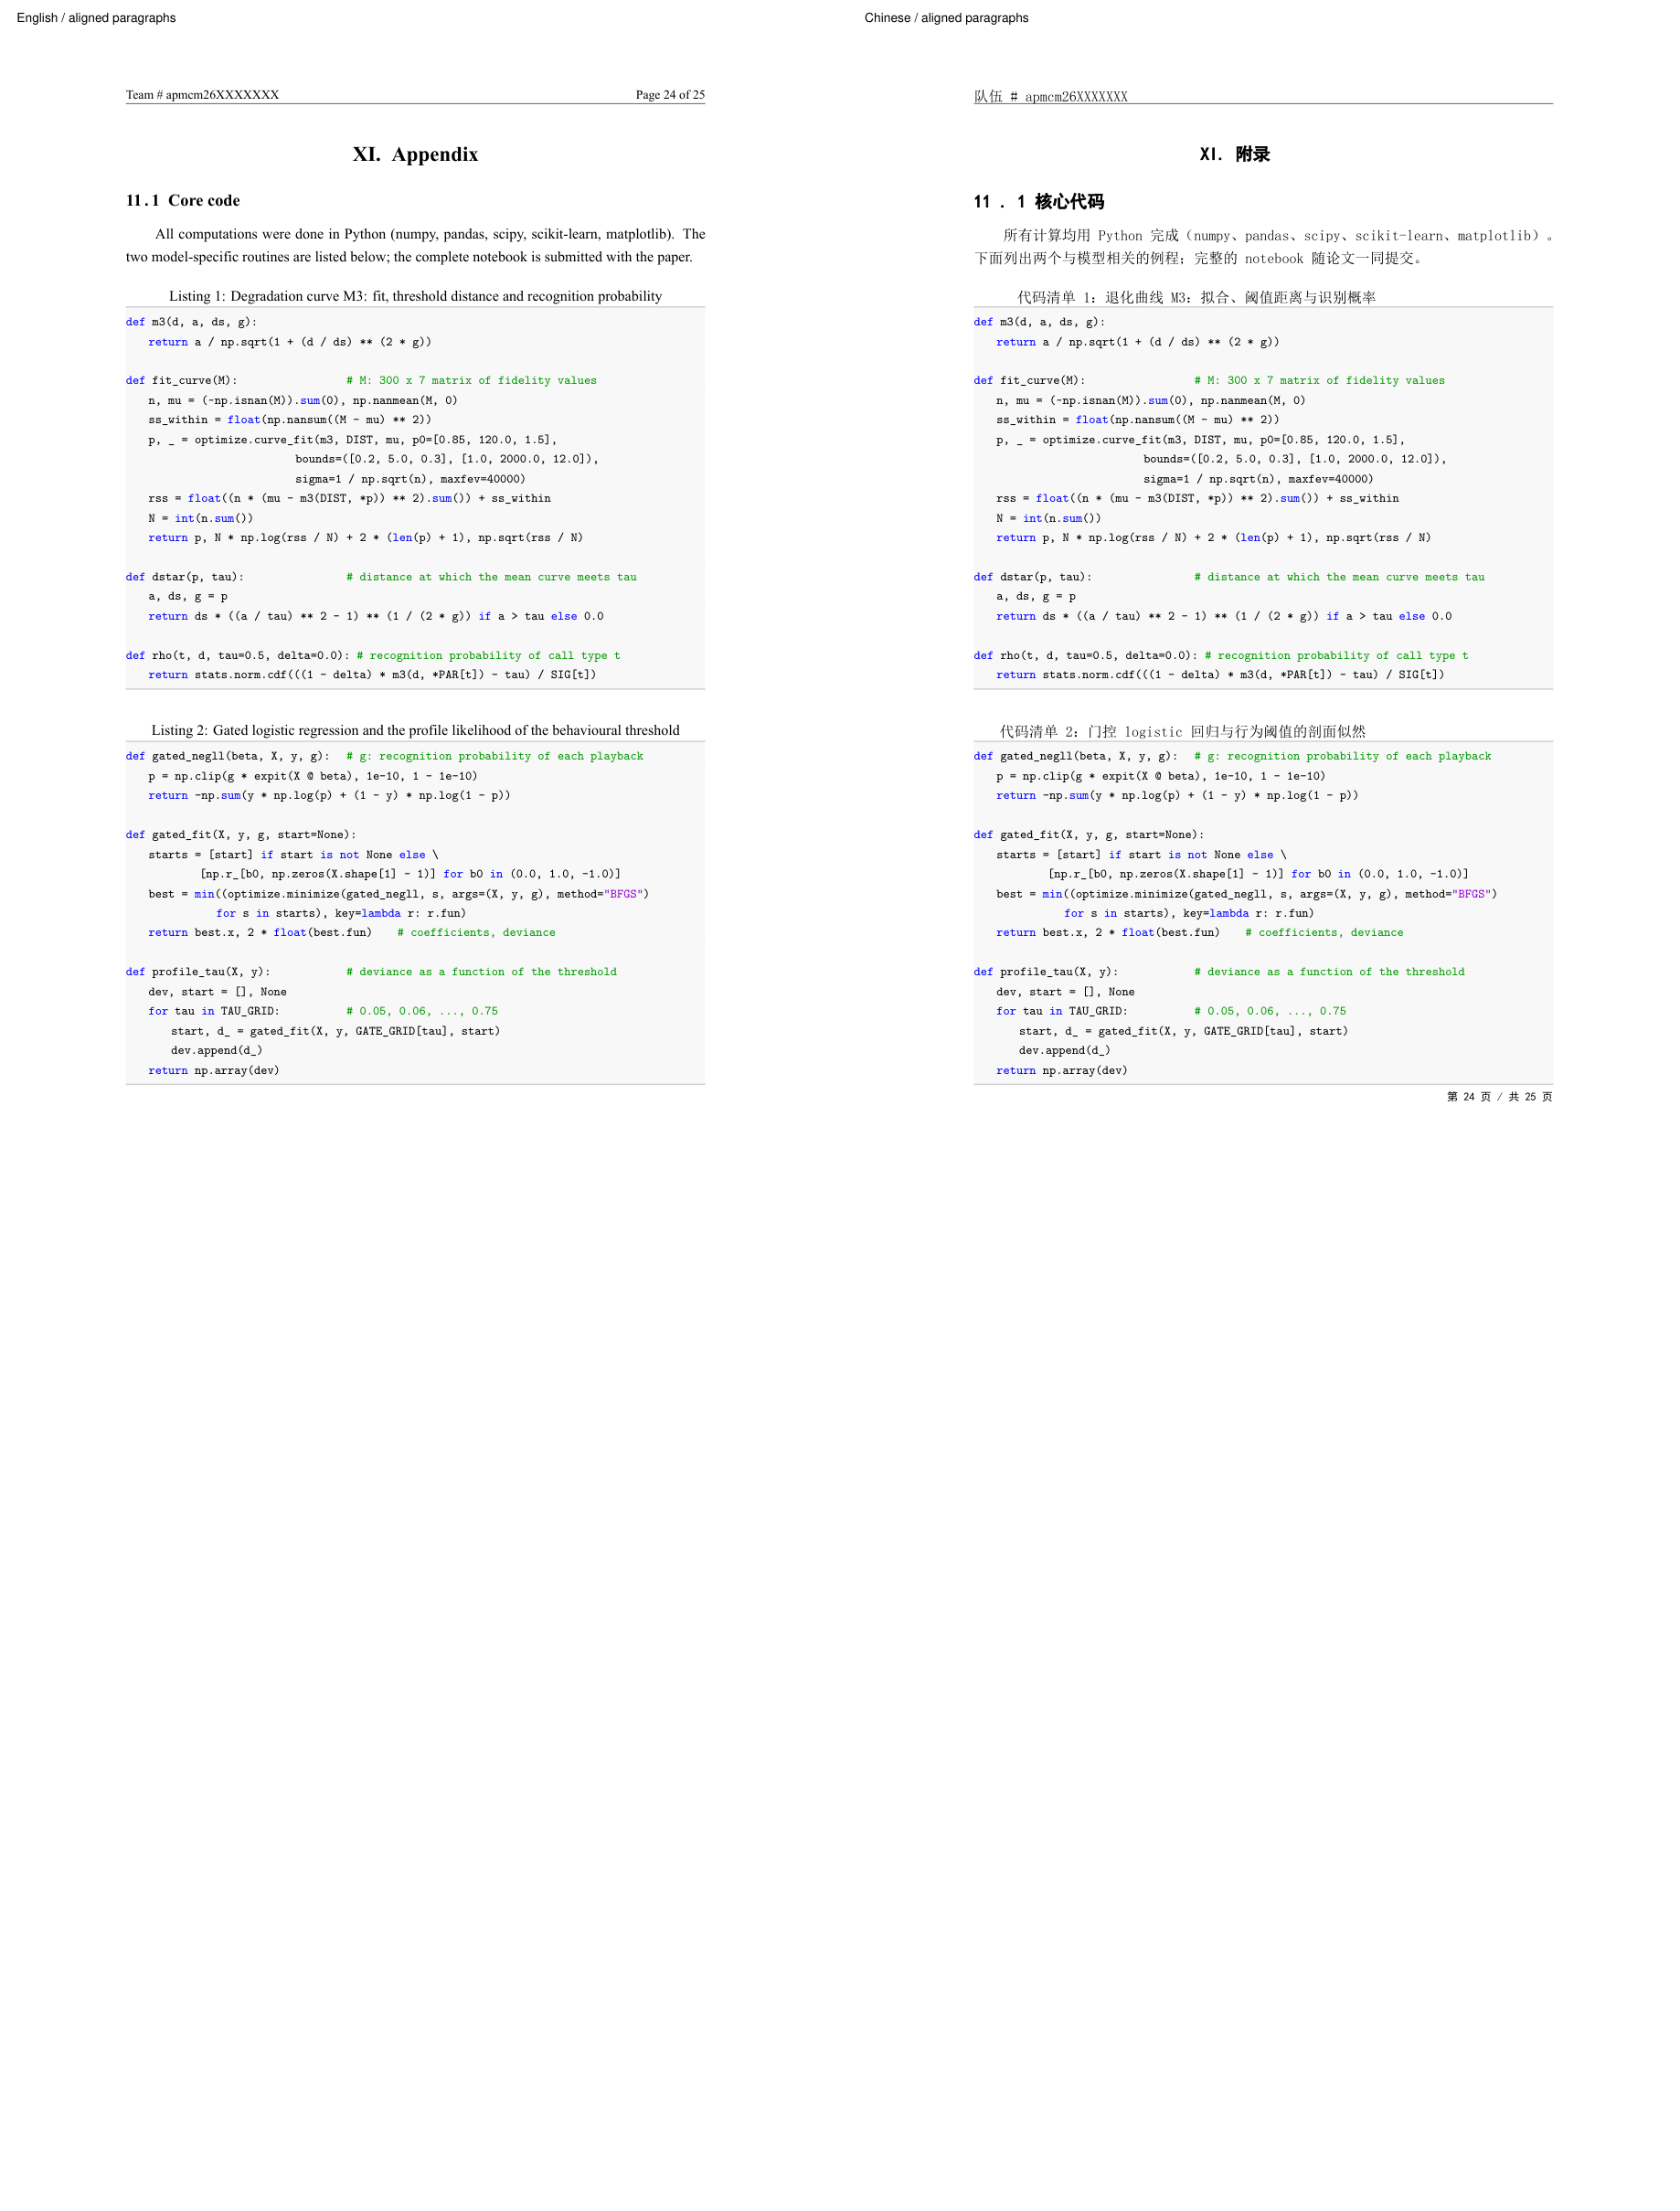 English / aligned paragraphs
Team # apmcm26XXXXXXX Page 24 of 25
XI. Appendix
11.1 Core code
All computations were done in Python (numpy, pandas, scipy, scikit-learn, matplotlib). The
two model-specific routines are listed below; the complete notebook is submitted with the paper.
Listing 1: Degradation curve M3: fit, threshold distance and recognition probability
def m3(d, a, ds, g):
    return a / np.sqrt(1 + (d / ds) ** (2 * g))
def fit_curve(M): # M: 300 x 7 matrix of fidelity values
    n, mu = (~np.isnan(M)).sum(0), np.nanmean(M, 0)
    ss_within = float(np.nansum((M - mu) ** 2))
    p, _ = optimize.curve_fit(m3, DIST, mu, p0=[0.85, 120.0, 1.5],
                              bounds=([0.2, 5.0, 0.3], [1.0, 2000.0, 12.0]),
                              sigma=1 / np.sqrt(n), maxfev=40000)
    rss = float((n * (mu - m3(DIST, *p)) ** 2).sum()) + ss_within
    N = int(n.sum())
    return p, N * np.log(rss / N) + 2 * (len(p) + 1), np.sqrt(rss / N)
def dstar(p, tau): # distance at which the mean curve meets tau
    a, ds, g = p
    return ds * ((a / tau) ** 2 - 1) ** (1 / (2 * g)) if a > tau else 0.0
def rho(t, d, tau=0.5, delta=0.0): # recognition probability of call type t
    return stats.norm.cdf(((1 - delta) * m3(d, *PAR[t]) - tau) / SIG[t])
Listing 2: Gated logistic regression and the profile likelihood of the behavioural threshold
def gated_negll(beta, X, y, g): # g: recognition probability of each playback
    p = np.clip(g * expit(X @ beta), 1e-10, 1 - 1e-10)
    return -np.sum(y * np.log(p) + (1 - y) * np.log(1 - p))
def gated_fit(X, y, g, start=None):
    starts = [start] if start is not None else \
             [np.r_[b0, np.zeros(X.shape[1] - 1)] for b0 in (0.0, 1.0, -1.0)]
    best = min((optimize.minimize(gated_negll, s, args=(X, y, g), method="BFGS")
                for s in starts), key=lambda r: r.fun)
    return best.x, 2 * float(best.fun) # coefficients, deviance
def profile_tau(X, y): # deviance as a function of the threshold
    dev, start = [], None
    for tau in TAU_GRID: # 0.05, 0.06, ..., 0.75
        start, d_ = gated_fit(X, y, GATE_GRID[tau], start)
        dev.append(d_)
    return np.array(dev)
Chinese / aligned paragraphs
队伍 # apmcm26XXXXXXX
XI. 附录
11 . 1 核心代码
所有计算均用 Python 完成（numpy、pandas、scipy、scikit-learn、matplotlib）。
下面列出两个与模型相关的例程；完整的 notebook 随论文一同提交。
代码清单 1：退化曲线 M3：拟合、阈值距离与识别概率
def m3(d, a, ds, g):
    return a / np.sqrt(1 + (d / ds) ** (2 * g))
def fit_curve(M): # M: 300 x 7 matrix of fidelity values
    n, mu = (~np.isnan(M)).sum(0), np.nanmean(M, 0)
    ss_within = float(np.nansum((M - mu) ** 2))
    p, _ = optimize.curve_fit(m3, DIST, mu, p0=[0.85, 120.0, 1.5],
                              bounds=([0.2, 5.0, 0.3], [1.0, 2000.0, 12.0]),
                              sigma=1 / np.sqrt(n), maxfev=40000)
    rss = float((n * (mu - m3(DIST, *p)) ** 2).sum()) + ss_within
    N = int(n.sum())
    return p, N * np.log(rss / N) + 2 * (len(p) + 1), np.sqrt(rss / N)
def dstar(p, tau): # distance at which the mean curve meets tau
    a, ds, g = p
    return ds * ((a / tau) ** 2 - 1) ** (1 / (2 * g)) if a > tau else 0.0
def rho(t, d, tau=0.5, delta=0.0): # recognition probability of call type t
    return stats.norm.cdf(((1 - delta) * m3(d, *PAR[t]) - tau) / SIG[t])
代码清单 2：门控 logistic 回归与行为阈值的剖面似然
def gated_negll(beta, X, y, g): # g: recognition probability of each playback
    p = np.clip(g * expit(X @ beta), 1e-10, 1 - 1e-10)
    return -np.sum(y * np.log(p) + (1 - y) * np.log(1 - p))
def gated_fit(X, y, g, start=None):
    starts = [start] if start is not None else \
             [np.r_[b0, np.zeros(X.shape[1] - 1)] for b0 in (0.0, 1.0, -1.0)]
    best = min((optimize.minimize(gated_negll, s, args=(X, y, g), method="BFGS")
                for s in starts), key=lambda r: r.fun)
    return best.x, 2 * float(best.fun) # coefficients, deviance
def profile_tau(X, y): # deviance as a function of the threshold
    dev, start = [], None
    for tau in TAU_GRID: # 0.05, 0.06, ..., 0.75
        start, d_ = gated_fit(X, y, GATE_GRID[tau], start)
        dev.append(d_)
    return np.array(dev)
第 24 页 / 共 25 页